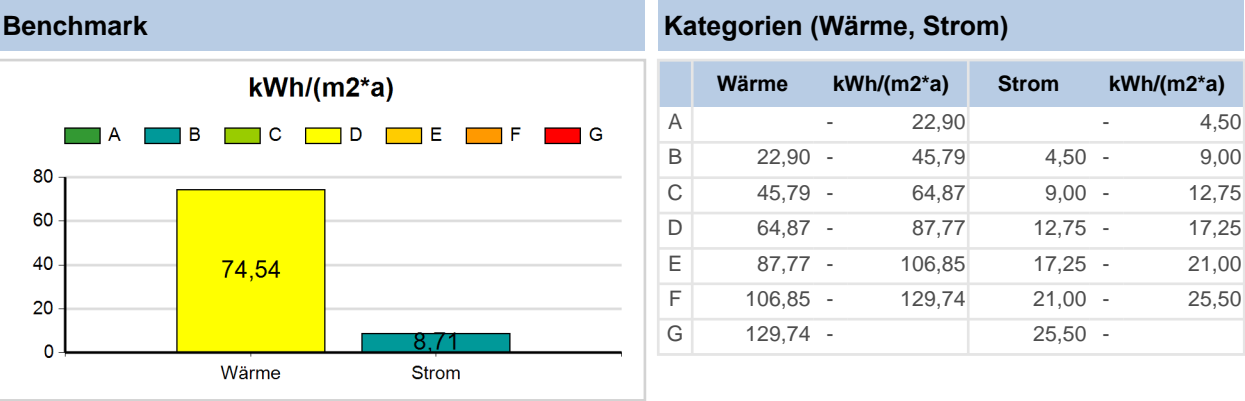 Benchmark
kWh/(m2*a)
A B C D E F G
80
60
40
20
0
74,54
8,71
Wärme Strom
Kategorien (Wärme, Strom)
Wärme kWh/(m2*a) Strom kWh/(m2*a)
A - 22,90 - 4,50
B 22,90 - 45,79 4,50 - 9,00
C 45,79 - 64,87 9,00 - 12,75
D 64,87 - 87,77 12,75 - 17,25
E 87,77 - 106,85 17,25 - 21,00
F 106,85 - 129,74 21,00 - 25,50
G 129,74 - 25,50 -